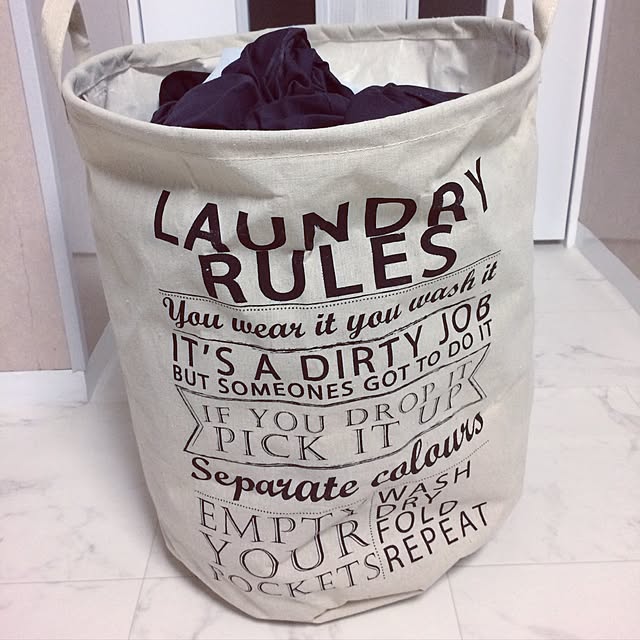 LAUNDRY
RULES
You wear it you wash it
IT'S A DIRTY JOB
BUT SOMEONES GOT TO DO IT
IF YOU DROP IT
PICK IT UP
Separate colours
EMPTY
YOUR
POCKETS
WASH
DRY
FOLD
REPEAT